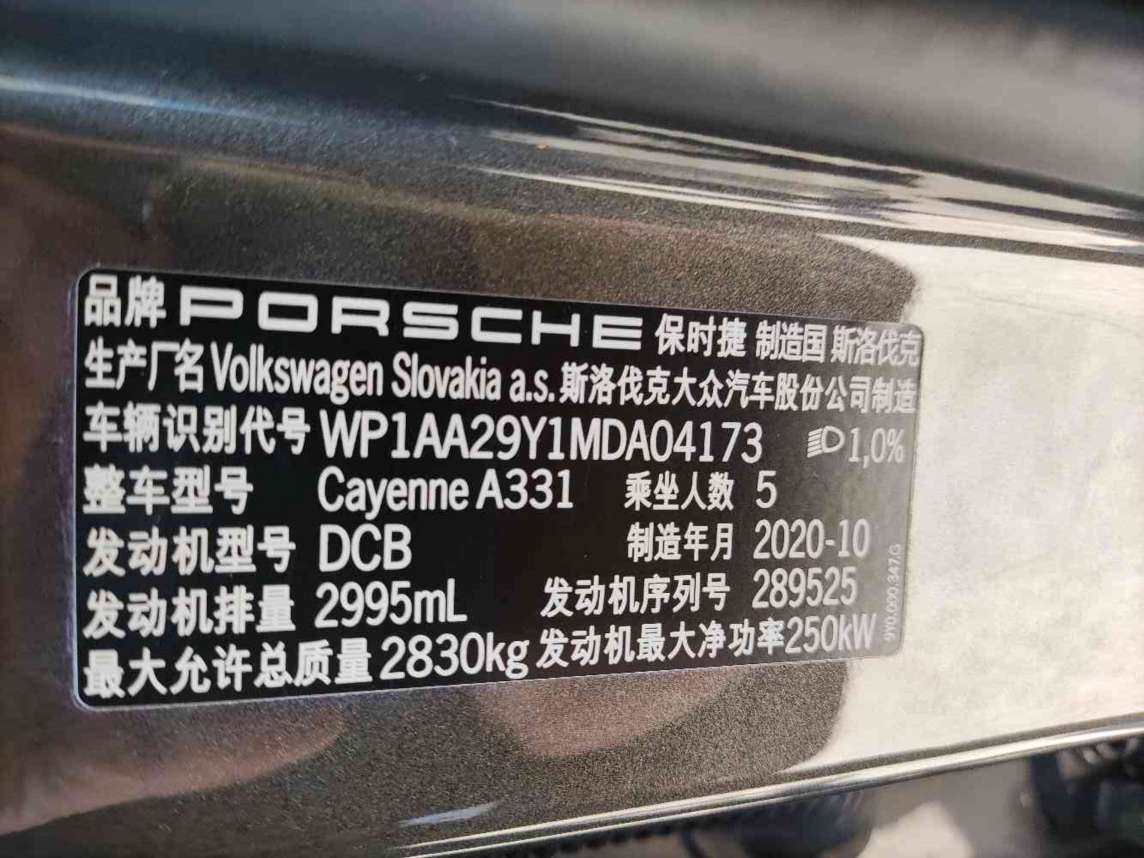 品牌 PORSCHE 保时捷 制造国 斯洛伐克
生产厂名 Volkswagen Slovakia a.s. 斯洛伐克大众汽车股份公司制造
车辆识别代号 WP1AA29Y1MDA04173 1,0%
整车型号 Cayenne A331 乘坐人数 5
发动机型号 DCB 制造年月 2020-10
发动机排量 2995mL 发动机序列号 289525
最大允许总质量 2830kg 发动机最大净功率 250kW
9Y0.000.347.G